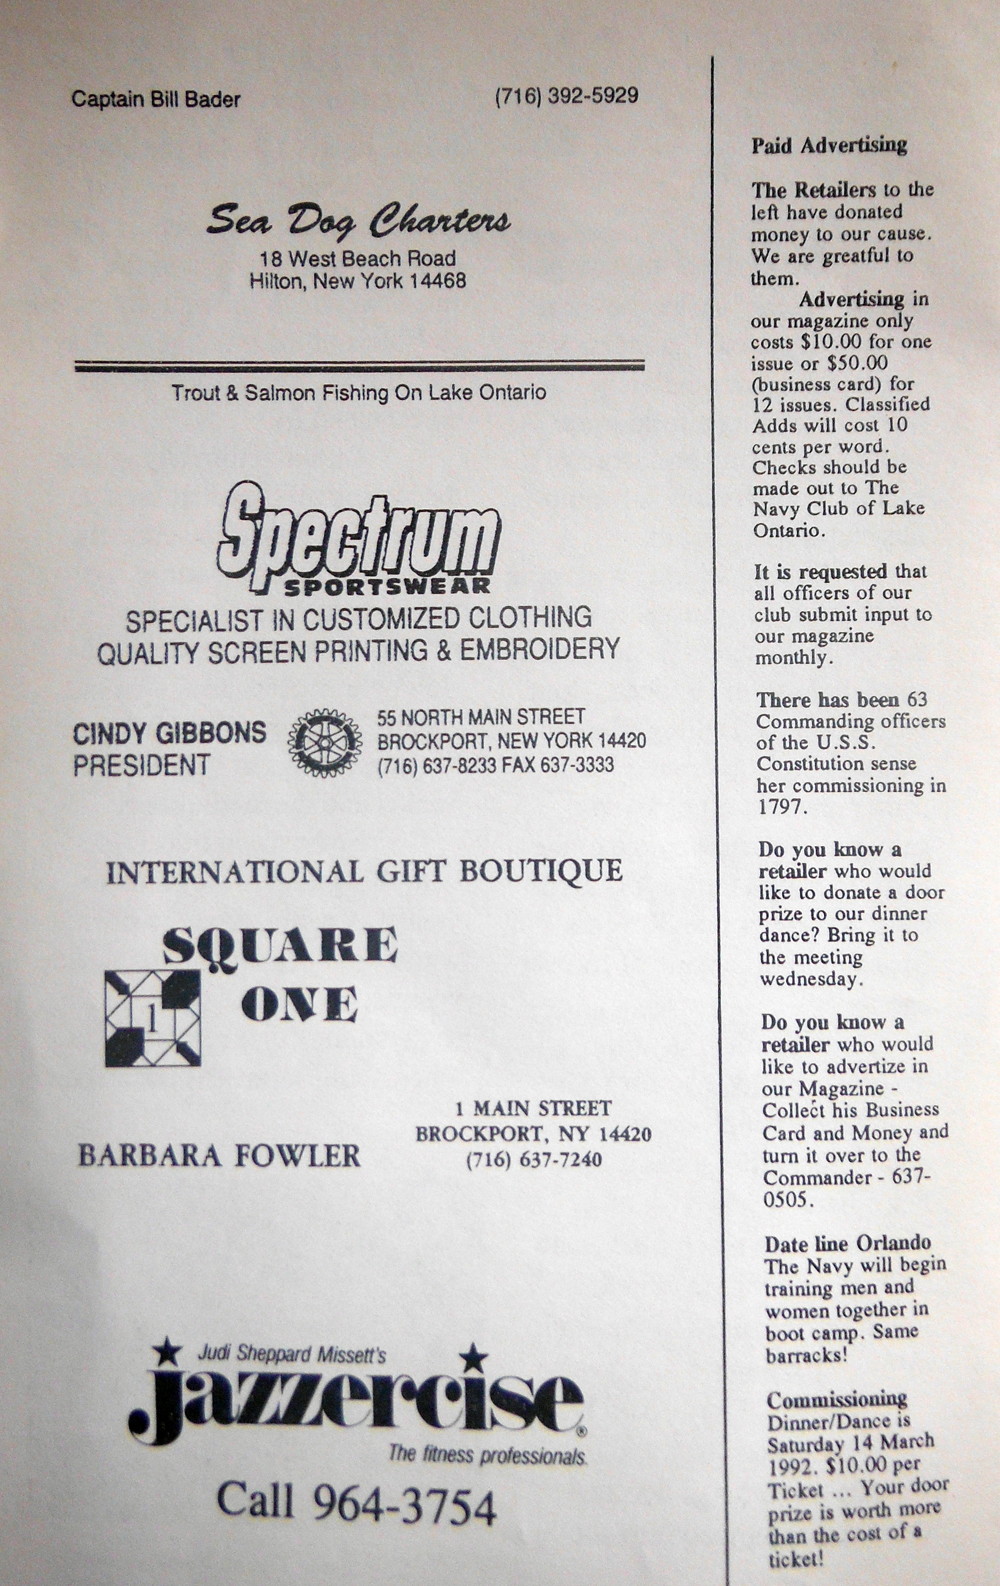 Captain Bill Bader
(716) 392-5929
Sea Dog Charters
18 West Beach Road
Hilton, New York 14468
Trout & Salmon Fishing On Lake Ontario
Spectrum
SPORTSWEAR
SPECIALIST IN CUSTOMIZED CLOTHING
QUALITY SCREEN PRINTING & EMBROIDERY
CINDY GIBBONS
PRESIDENT
55 NORTH MAIN STREET
BROCKPORT, NEW YORK 14420
(716) 637-8233 FAX 637-3333
INTERNATIONAL GIFT BOUTIQUE
SQUARE
ONE
1
BARBARA FOWLER
1 MAIN STREET
BROCKPORT, NY 14420
(716) 637-7240
Judi Sheppard Missett's
jazzercise®
The fitness professionals.
Call 964-3754
Paid Advertising
The Retailers to the
left have donated
money to our cause.
We are greatful to
them.
Advertising in
our magazine only
costs $10.00 for one
issue or $50.00
(business card) for
12 issues. Classified
Adds will cost 10
cents per word.
Checks should be
made out to The
Navy Club of Lake
Ontario.
It is requested that
all officers of our
club submit input to
our magazine
monthly.
There has been 63
Commanding officers
of the U.S.S.
Constitution sense
her commissioning in
1797.
Do you know a
retailer who would
like to donate a door
prize to our dinner
dance? Bring it to
the meeting
wednesday.
Do you know a
retailer who would
like to advertize in
our Magazine -
Collect his Business
Card and Money and
turn it over to the
Commander - 637-
0505.
Date line Orlando
The Navy will begin
training men and
women together in
boot camp. Same
barracks!
Commissioning
Dinner/Dance is
Saturday 14 March
1992. $10.00 per
Ticket ... Your door
prize is worth more
than the cost of a
ticket!